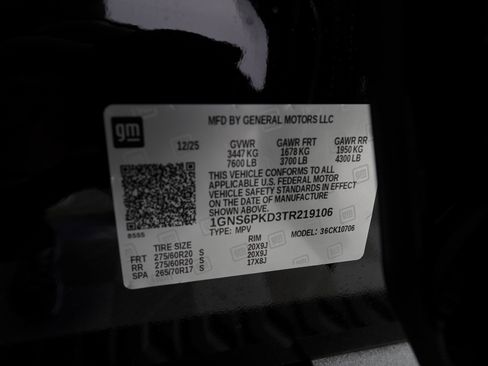 gm
MFD BY GENERAL MOTORS LLC
12/25 GVWR GAWR FRT GAWR RR
3447 KG 1678 KG 1950 KG
7600 LB 3700 LB 4300 LB
THIS VEHICLE CONFORMS TO ALL
APPLICABLE U.S. FEDERAL MOTOR
VEHICLE SAFETY STANDARDS IN EFFECT
ON THE DATE OF MANUFACTURE
SHOWN ABOVE.
1GNS6PKD3TR219106
TYPE: MPV MODEL: 36CK10706
8555
TIRE SIZE RIM
FRT 275/60R20 S 20X9J
RR 275/60R20 S 20X9J
SPA 265/70R17 S 17X8J